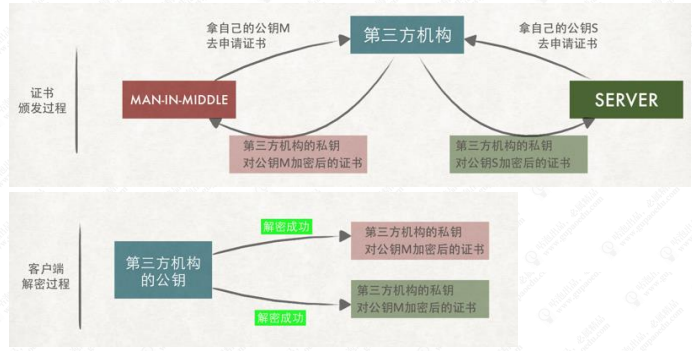 拿自己的公钥M
去申请证书
第三方机构
拿自己的公钥S
去申请证书
证书
颁发过程
MAN-IN-MIDDLE
SERVER
第三方机构的私钥
对公钥M加密后的证书
第三方机构的私钥
对公钥S加密后的证书
解密成功
第三方机构的私钥
对公钥M加密后的证书
客户端
解密过程
第三方机构
的公钥
解密成功
第三方机构的私钥
对公钥M加密后的证书